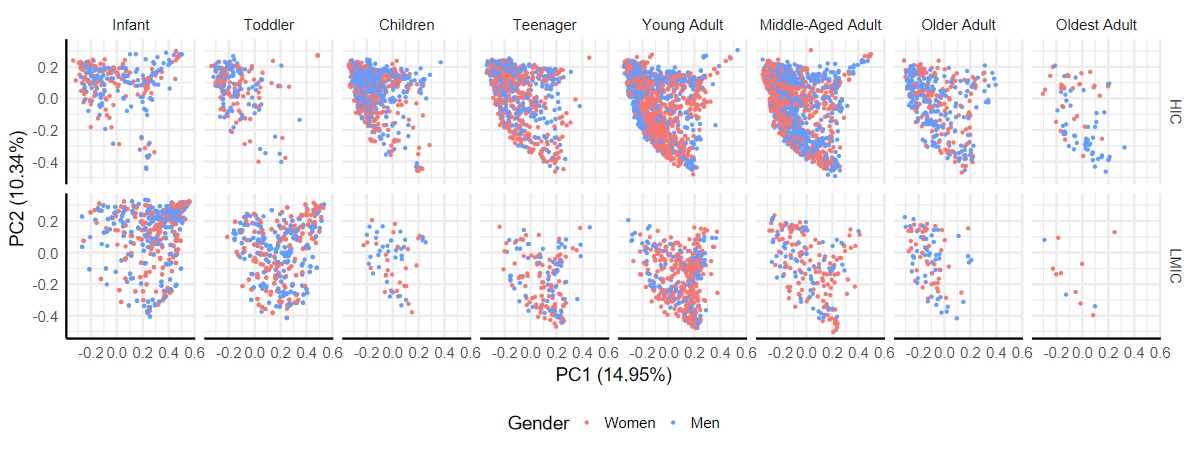 Infant Toddler Children Teenager Young Adult Middle-Aged Adult Older Adult Oldest Adult
0.2
0.0
-0.2
-0.4
HIC
PC2 (10.34%)
0.2
0.0
-0.2
-0.4
LMIC
-0.2 0.0 0.2 0.4 0.6 -0.2 0.0 0.2 0.4 0.6 -0.2 0.0 0.2 0.4 0.6 -0.2 0.0 0.2 0.4 0.6 -0.2 0.0 0.2 0.4 0.6 -0.2 0.0 0.2 0.4 0.6 -0.2 0.0 0.2 0.4 0.6 -0.2 0.0 0.2 0.4 0.6
PC1 (14.95%)
Gender Women Men